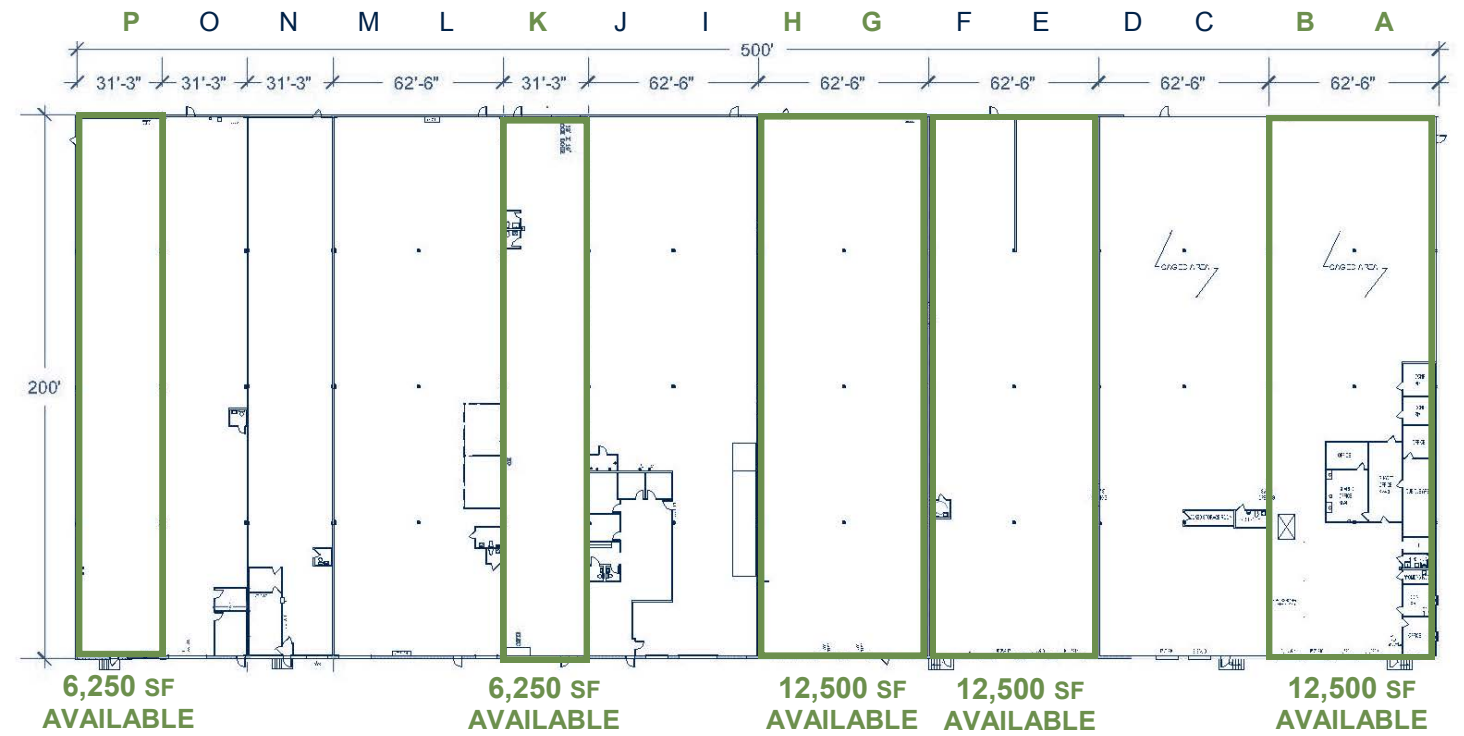 P O N M L K J I H G F E D C B A
500'
31'-3" 31'-3" 31'-3" 62'-6" 31'-3" 62'-6" 62'-6" 62'-6" 62'-6" 62'-6"
CAGED AREA CAGED AREA
200'
OFFICE
OFFICE
OFFICE
6,250 SF 6,250 SF 12,500 SF 12,500 SF 12,500 SF
AVAILABLE AVAILABLE AVAILABLE AVAILABLE AVAILABLE